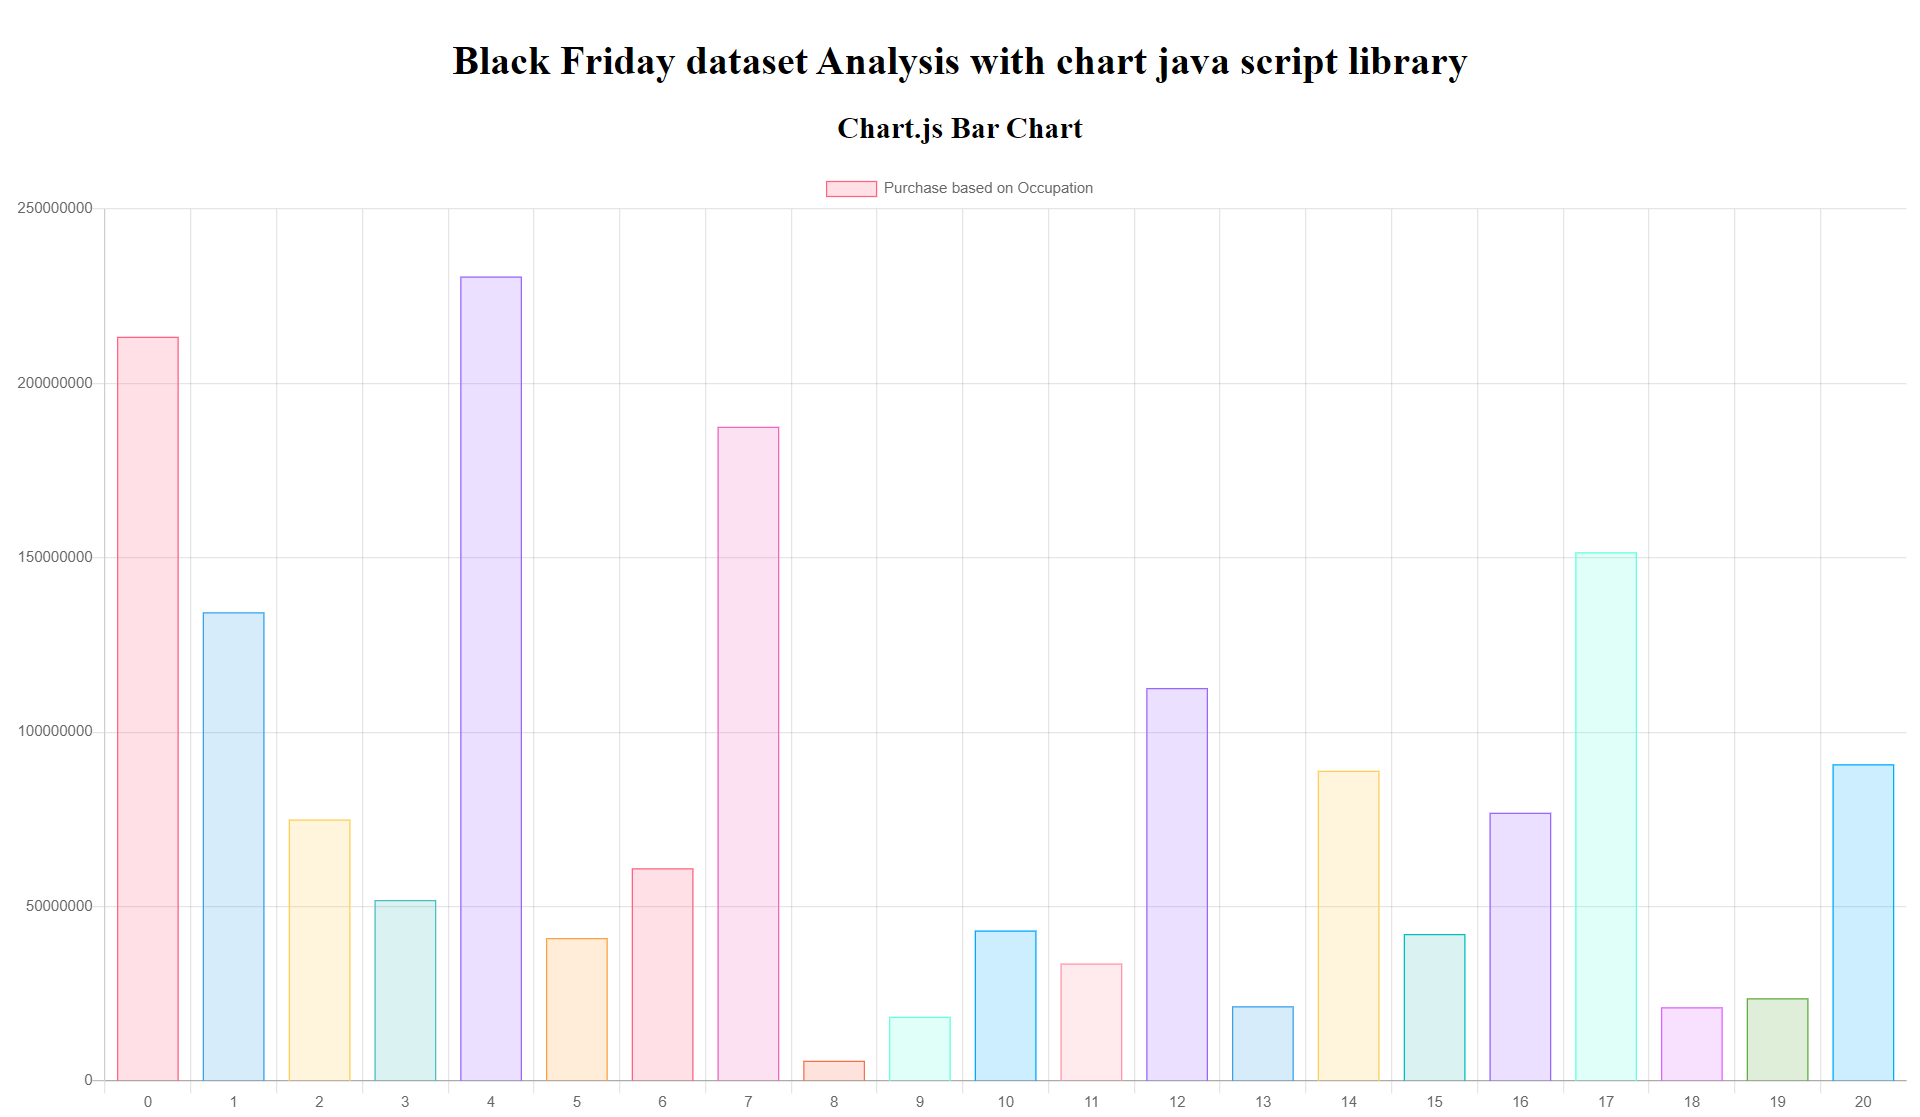 Black Friday dataset Analysis with chart java script library
Chart.js Bar Chart
Purchase based on Occupation
250000000
200000000
150000000
100000000
50000000
0
0 1 2 3 4 5 6 7 8 9 10 11 12 13 14 15 16 17 18 19 20